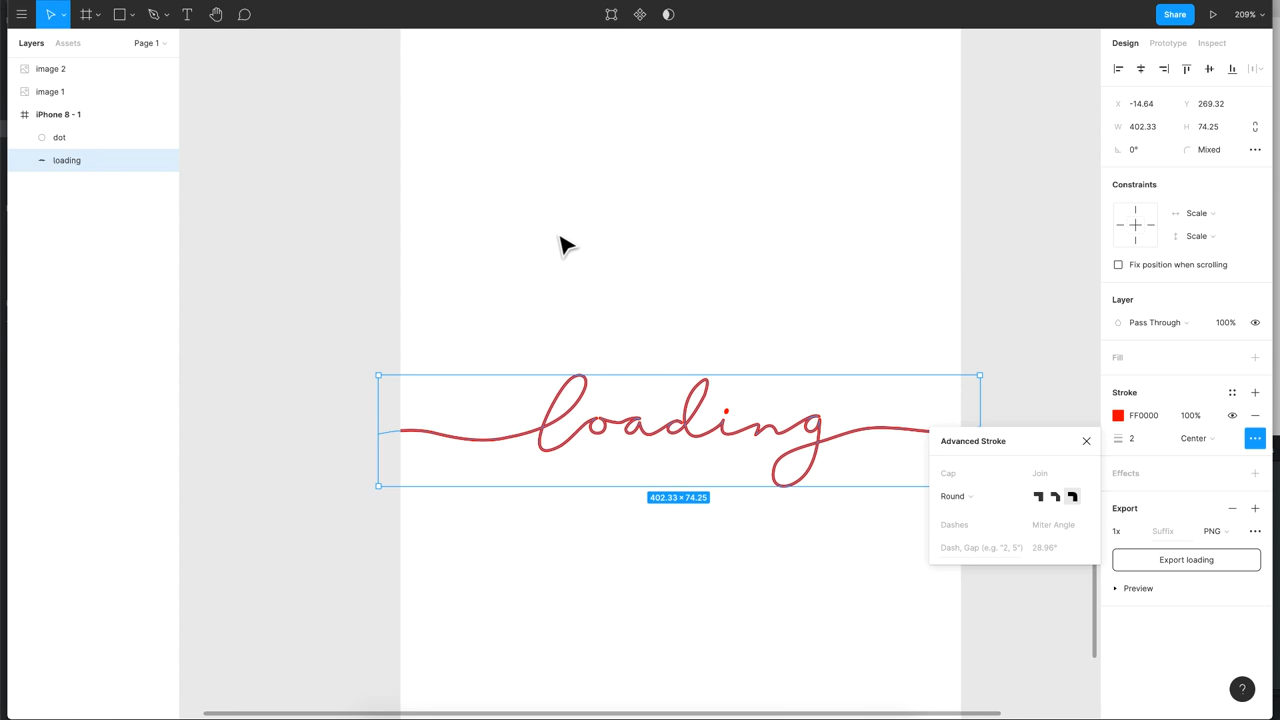 T
Share
209%
Layers
Assets
Page 1
Design
Prototype
Inspect
image 2
image 1
iPhone 8 - 1
dot
loading
X
-14.64
Y
269.32
W
402.33
H
74.25
0°
Mixed
Constraints
Scale
Scale
Fix position when scrolling
Layer
Pass Through
100%
Fill
Stroke
FF0000
100%
2
Center
Effects
Export
1x
Suffix
PNG
Export loading
Preview
loading
402.33 × 74.25
Advanced Stroke
Cap
Join
Round
Dashes
Miter Angle
Dash, Gap (e.g. "2, 5")
28.96°
?